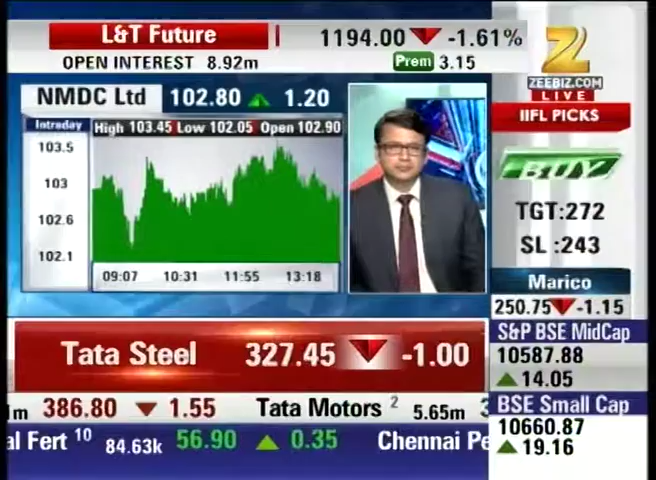 L&T Future 1194.00 -1.61%
OPEN INTEREST 8.92m Prem 3.15
ZEEBIZ.COM
LIVE
NMDC Ltd 102.80 1.20
Intraday High 103.45 Low 102.05 Open 102.90
103.5
103
102.6
102.1
09:07 10:31 11:55 13:18
IIFL PICKS
BUY
TGT:272
SL :243
Marico
250.75 -1.15
S&P BSE MidCap
10587.88
14.05
BSE Small Cap
10660.87
19.16
Tata Steel 327.45 -1.00
1m 386.80 1.55 Tata Motors 2 5.65m
al Fert 10 84.63k 56.90 0.35 Chennai Pe